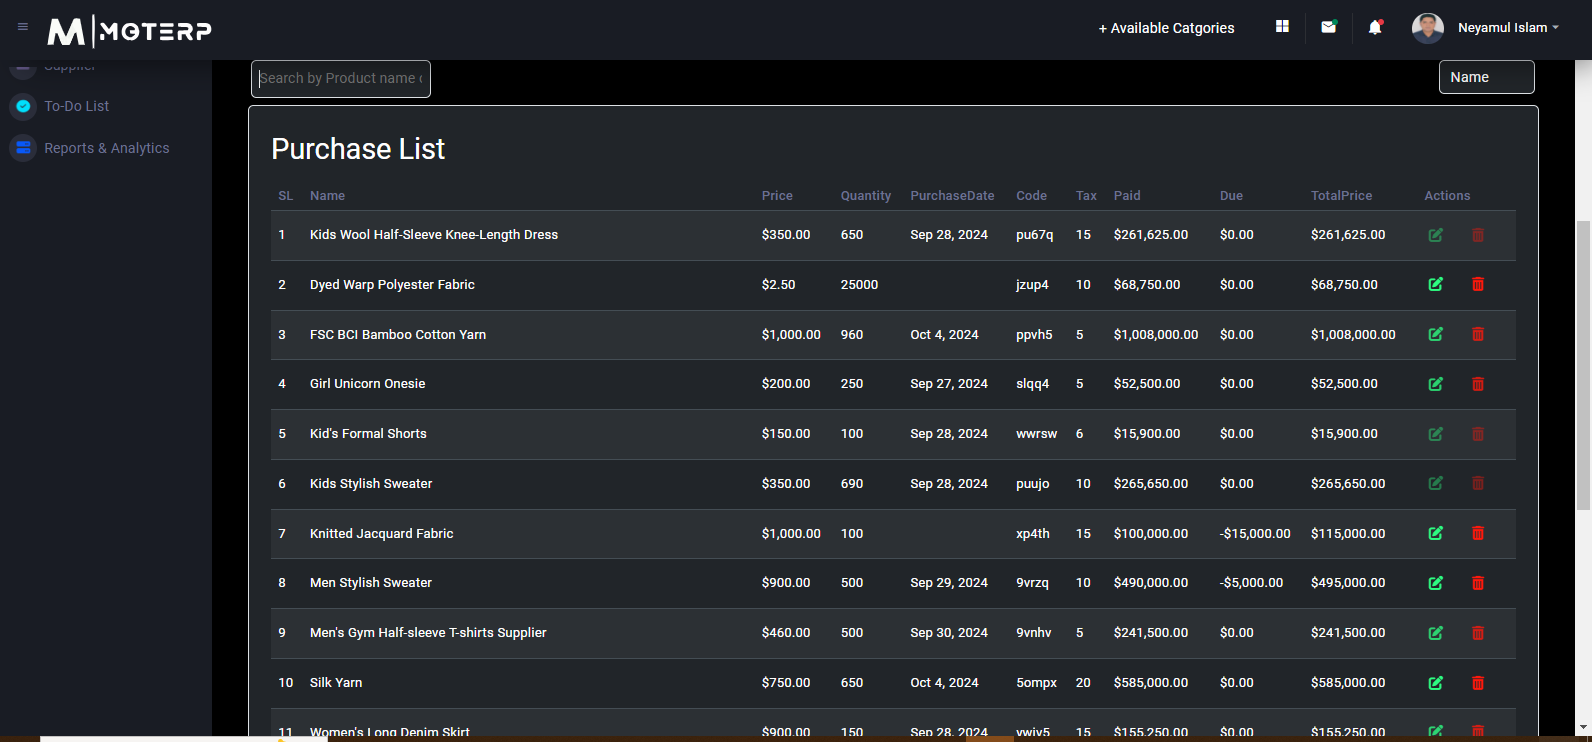 M|MOTERP
+ Available Catgories
Neyamul Islam
Supplier
To-Do List
Reports & Analytics
Search by Product name
Name
Purchase List
SL Name Price Quantity PurchaseDate Code Tax Paid Due TotalPrice Actions
1 Kids Wool Half-Sleeve Knee-Length Dress $350.00 650 Sep 28, 2024 pu67q 15 $261,625.00 $0.00 $261,625.00
2 Dyed Warp Polyester Fabric $2.50 25000 jzup4 10 $68,750.00 $0.00 $68,750.00
3 FSC BCI Bamboo Cotton Yarn $1,000.00 960 Oct 4, 2024 ppvh5 5 $1,008,000.00 $0.00 $1,008,000.00
4 Girl Unicorn Onesie $200.00 250 Sep 27, 2024 slqq4 5 $52,500.00 $0.00 $52,500.00
5 Kid's Formal Shorts $150.00 100 Sep 28, 2024 wwrsw 6 $15,900.00 $0.00 $15,900.00
6 Kids Stylish Sweater $350.00 690 Sep 28, 2024 puujo 10 $265,650.00 $0.00 $265,650.00
7 Knitted Jacquard Fabric $1,000.00 100 xp4th 15 $100,000.00 -$15,000.00 $115,000.00
8 Men Stylish Sweater $900.00 500 Sep 29, 2024 9vrzq 10 $490,000.00 -$5,000.00 $495,000.00
9 Men's Gym Half-sleeve T-shirts Supplier $460.00 500 Sep 30, 2024 9vnhv 5 $241,500.00 $0.00 $241,500.00
10 Silk Yarn $750.00 650 Oct 4, 2024 5ompx 20 $585,000.00 $0.00 $585,000.00
11 Women's Long Denim Skirt $900.00 150 Sep 28, 2024 15 $155,250.00 $0.00 $155,250.00